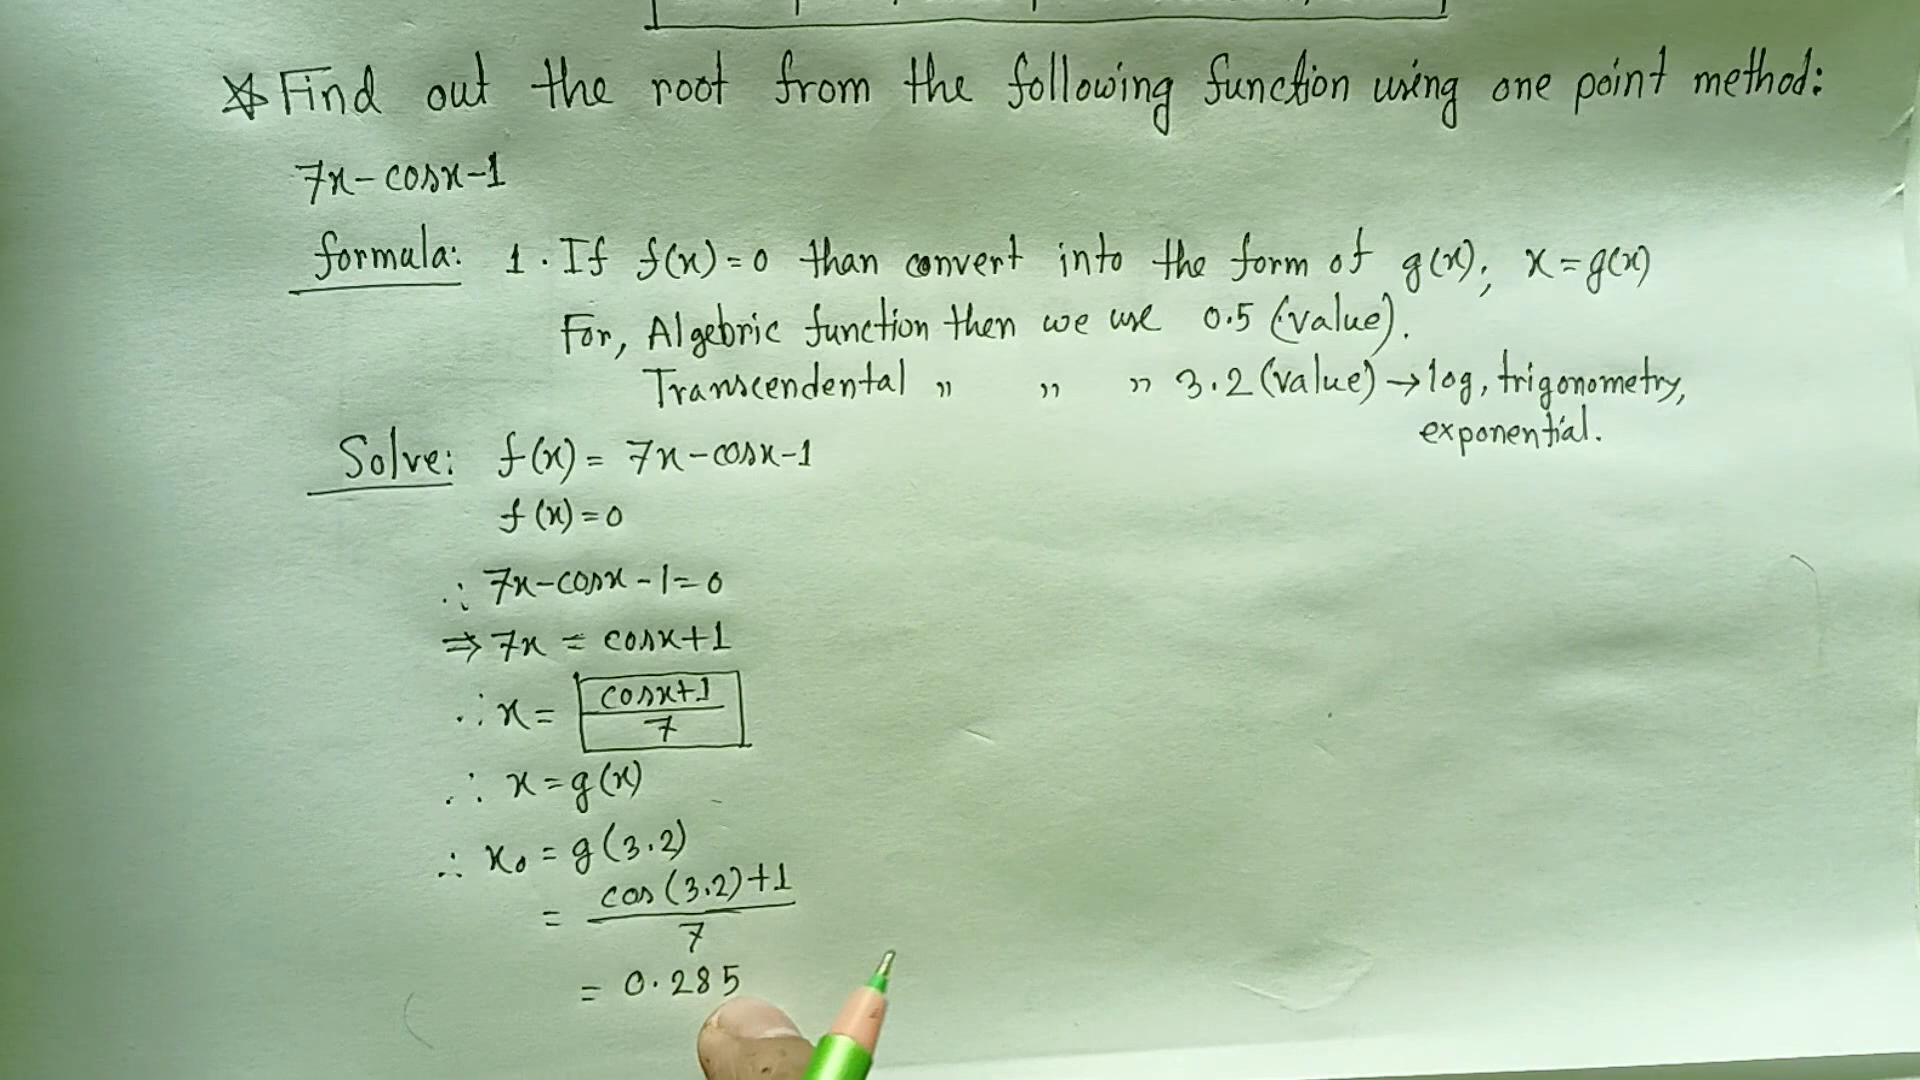 ☆ Find out the root from the following function using one point method:
7x-cosx-1
formula: 1. If f(x)=0 than convert into the form of g(x); x=g(x)
For, Algebric function then we use 0.5 (value).
Transcendental " " " 3.2 (value) → log, trigonometry,
exponential.
Solve: f(x) = 7x-cosx-1
f(x)=0
∴ 7x-cosx-1=0
⇒ 7x = cosx+1
∴ x = cosx+1
7
∴ x=g(x)
∴ x₀ = g(3.2)
= cos(3.2)+1
7
= 0.285